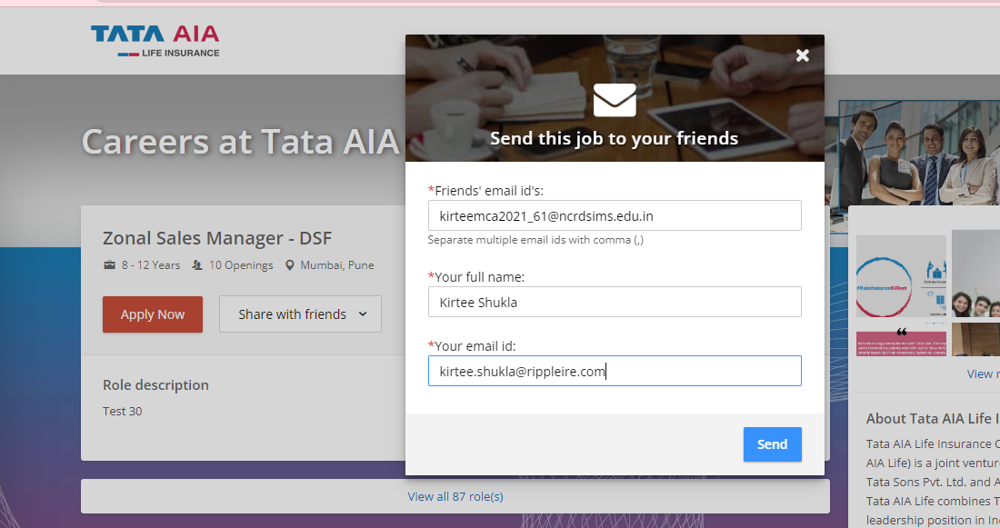 TATA AIA
LIFE INSURANCE
Careers at Tata AIA
Zonal Sales Manager - DSF
8 - 12 Years
10 Openings
Mumbai, Pune
Apply Now
Share with friends
Role description
Test 30
View all 87 role(s)
Send this job to your friends
*Friends' email id's:
kirteemca2021_61@ncrdsims.edu.in
Separate multiple email ids with comma (,)
*Your full name:
Kirtee Shukla
*Your email id:
kirtee.shukla@rippleire.com
Send
#RakshakaranKiReet
View
About Tata AIA Life I
Tata AIA Life Insurance C
AIA Life) is a joint ventur
Tata Sons Pvt. Ltd. and A
Tata AIA Life combines T
leadership position in In